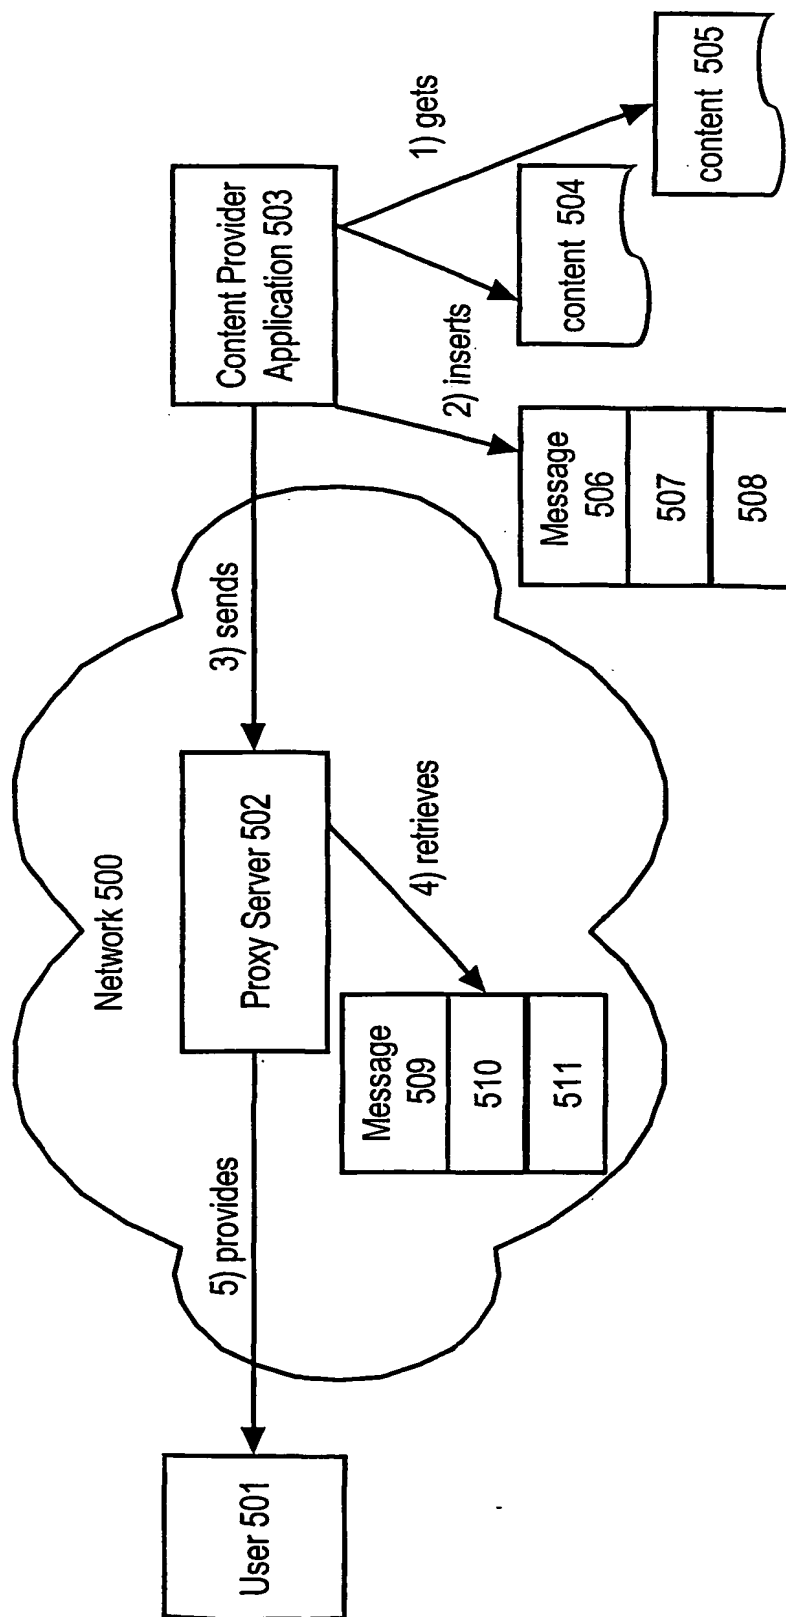 Network 500
User 501
5) provides
Proxy Server 502
3) sends
Content Provider
Application 503
4) retrieves
Message
509
510
511
2) inserts
1) gets
Message
506
507
508
content 504
content 505